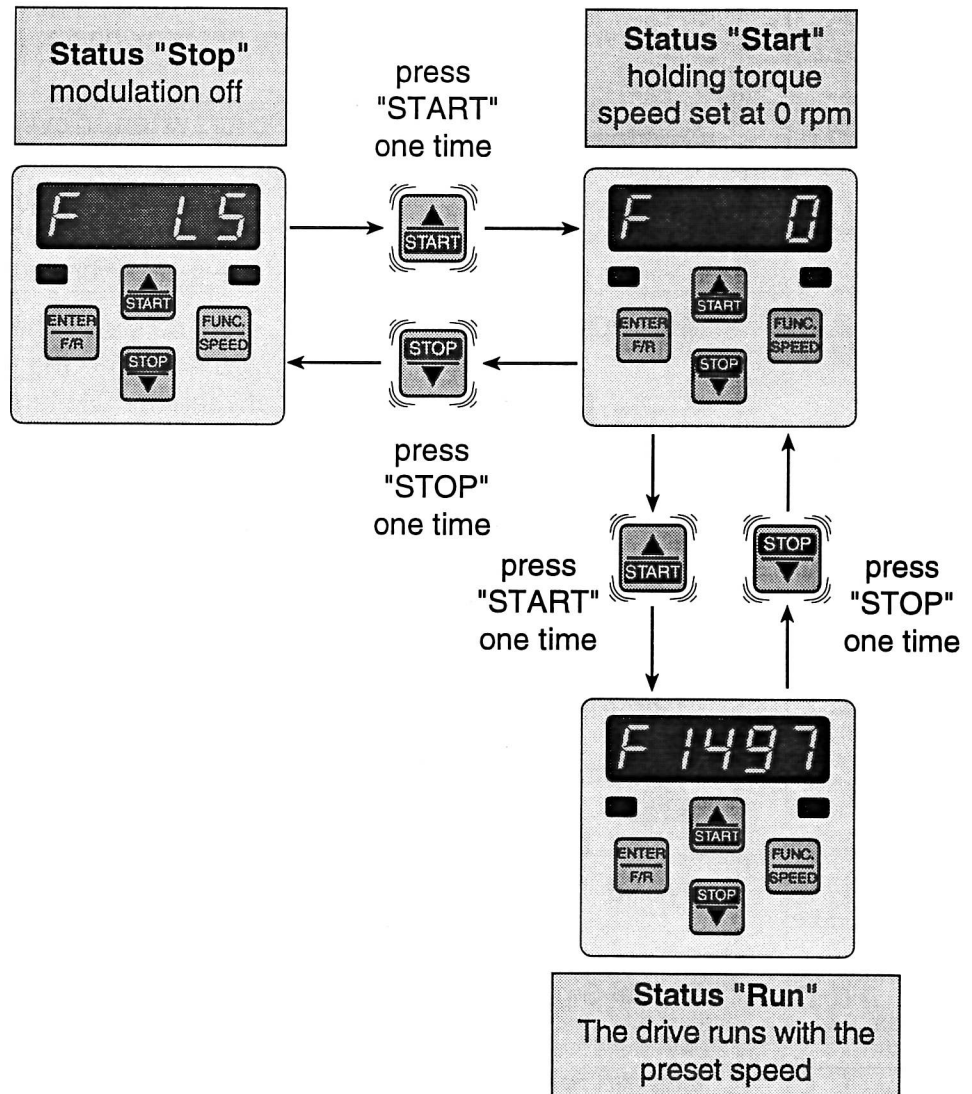 Status "Stop"
modulation off
press
"START"
one time
Status "Start"
holding torque
speed set at 0 rpm
F LS
START
ENTER
F/R
FUNC.
SPEED
STOP
START
STOP
press
"STOP"
one time
F 0
START
ENTER
F/R
FUNC.
SPEED
STOP
press
"START"
one time
START
STOP
press
"STOP"
one time
F1497
START
ENTER
F/R
FUNC.
SPEED
STOP
Status "Run"
The drive runs with the
preset speed